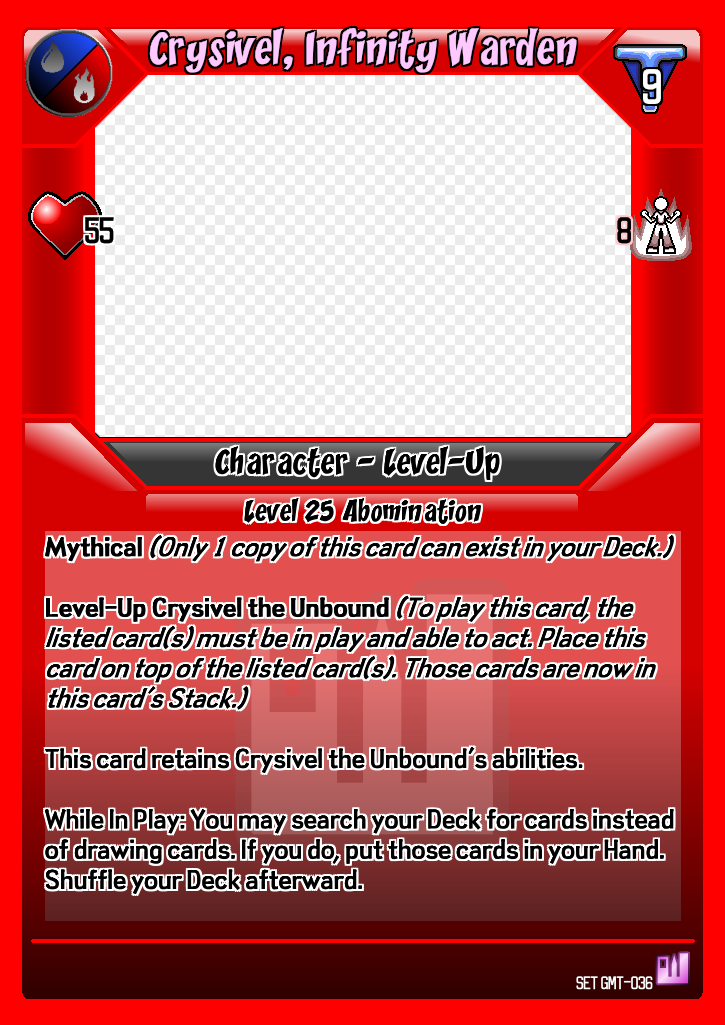 Crysivel, Infinity Warden
9
55
8
Character - Level-Up
Level 25 Abomination
Mythical (Only 1 copy of this card can exist in your Deck.)
Level-Up Crysivel the Unbound (To play this card, the
listed card(s) must be in play and able to act. Place this
card on top of the listed card(s). Those cards are now in
this card's Stack.)
This card retains Crysivel the Unbound's abilities.
While In Play: You may search your Deck for cards instead
of drawing cards. If you do, put those cards in your Hand.
Shuffle your Deck afterward.
SET GMT-036